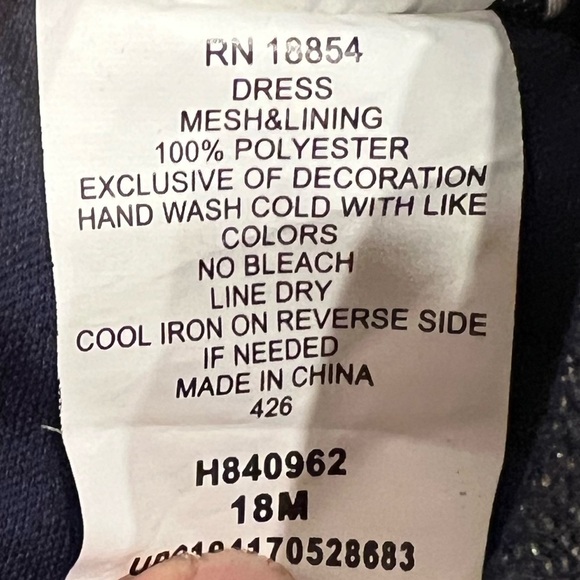 RN 18854
DRESS
MESH&LINING
100% POLYESTER
EXCLUSIVE OF DECORATION
HAND WASH COLD WITH LIKE
COLORS
NO BLEACH
LINE DRY
COOL IRON ON REVERSE SIDE
IF NEEDED
MADE IN CHINA
426
H840962
18M